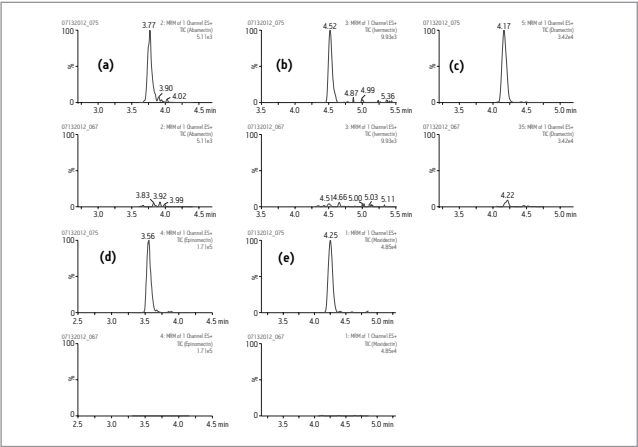 07132012_075
2: MRM of 1 Channel ES+
TIC (Abamectin)
5.11e3
100
3.77
(a)
3.90
4.02
%
0
2.5 3.0 3.5 4.0 4.5 min
07132012_075
3: MRM of 1 Channel ES+
TIC (Ivermectin)
9.93e3
100
4.52
(b)
4.87 4.99
5.36
%
0
3.5 4.0 4.5 5.0 5.5 min
07132012_075
5: MRM of 1 Channel ES+
TIC (Doramectin)
3.42e4
100
4.17
(c)
%
0
3.5 4.0 4.5 5.0 min
07132012_067
2: MRM of 1 Channel ES+
TIC (Abamectin)
5.11e3
100
3.83 3.92 3.99
%
0
2.5 3.0 3.5 4.0 4.5 min
07132012_067
3: MRM of 1 Channel ES+
TIC (Ivermectin)
9.93e3
100
4.51 4.66 5.00 5.03 5.11
%
0
3.5 4.0 4.5 5.0 5.5 min
07132012_067
35: MRM of 1 Channel ES+
TIC (Doramectin)
3.42e4
100
4.22
%
0
3.5 4.0 4.5 5.0 min
07132012_075
4: MRM of 1 Channel ES+
TIC (Eprinomectin)
1.71e5
100
3.56
(d)
%
0
2.5 3.0 3.5 4.0 4.5 min
07132012_075
1: MRM of 1 Channel ES+
TIC (Moxidectin)
4.85e4
100
4.25
(e)
%
0
3.5 4.0 4.5 5.0 min
07132012_067
4: MRM of 1 Channel ES+
TIC (Eprinomectin)
1.71e5
100
%
0
2.5 3.0 3.5 4.0 4.5 min
07132012_067
1: MRM of 1 Channel ES+
TIC (Moxidectin)
4.85e4
100
%
0
3.5 4.0 4.5 5.0 min